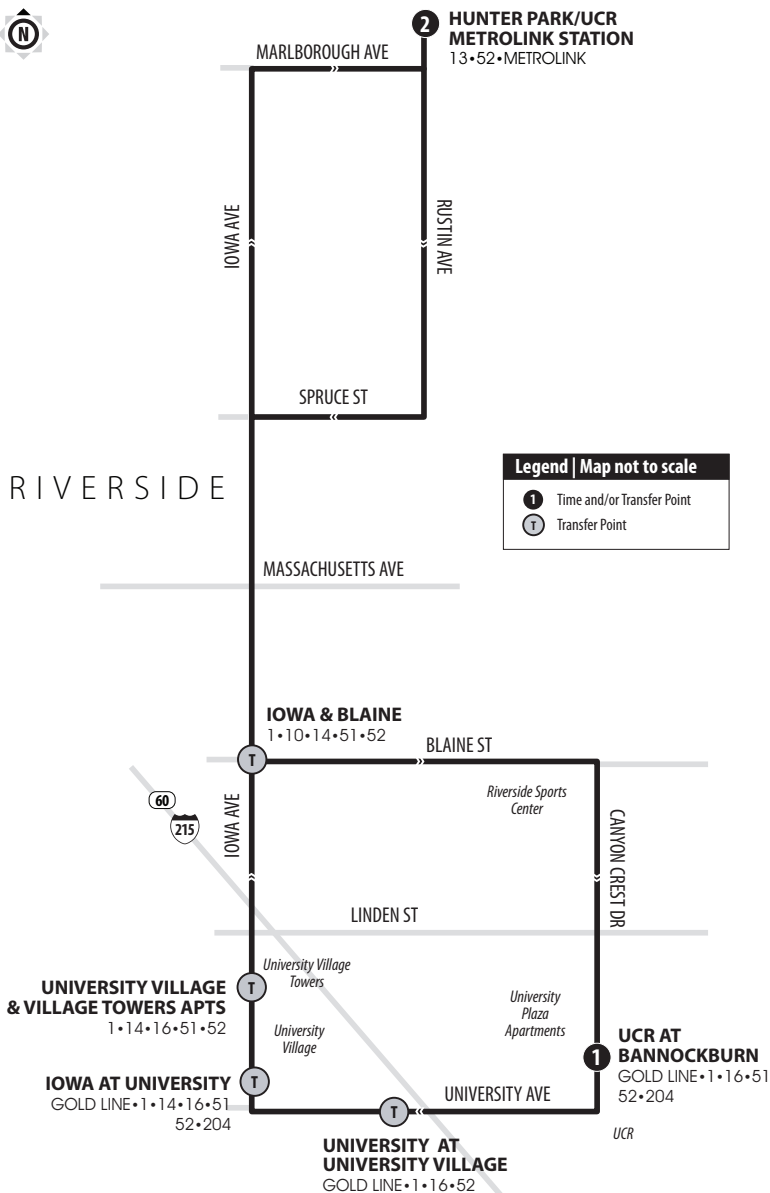 N
2
HUNTER PARK/UCR
METROLINK STATION
13•52•METROLINK
MARLBOROUGH AVE
IOWA AVE
RUSTIN AVE
SPRUCE ST
RIVERSIDE
Legend | Map not to scale
1 Time and/or Transfer Point
T Transfer Point
MASSACHUSETTS AVE
IOWA & BLAINE
1•10•14•51•52
T
BLAINE ST
60
215
IOWA AVE
Riverside Sports
Center
CANYON CREST DR
LINDEN ST
University Village
Towers
UNIVERSITY VILLAGE
& VILLAGE TOWERS APTS
1•14•16•51•52
T
University
Village
University
Plaza
Apartments
1
UCR AT
BANNOCKBURN
GOLD LINE•1•16•51
52•204
IOWA AT UNIVERSITY
GOLD LINE•1•14•16•51
52•204
T
UNIVERSITY AVE
T
UCR
UNIVERSITY AT
UNIVERSITY VILLAGE
GOLD LINE•1•16•52